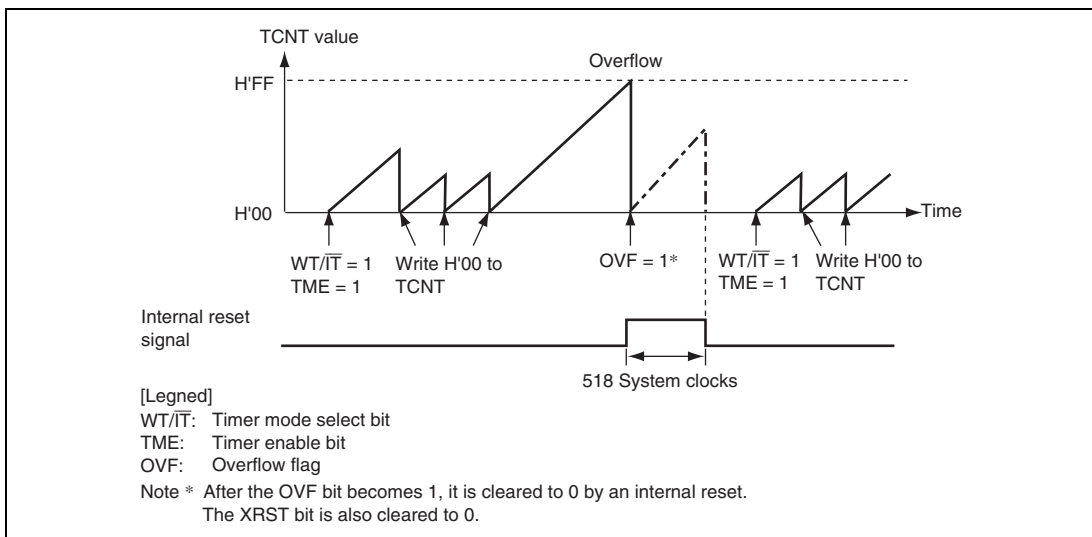 TCNT value
Overflow
H'FF
H'00
Time
WT/I̅T̅ = 1
TME = 1
Write H'00 to
TCNT
OVF = 1*
WT/I̅T̅ = 1
TME = 1
Write H'00 to
TCNT
Internal reset
signal
518 System clocks
[Legned]
WT/I̅T̅: Timer mode select bit
TME: Timer enable bit
OVF: Overflow flag
Note * After the OVF bit becomes 1, it is cleared to 0 by an internal reset.
The XRST bit is also cleared to 0.